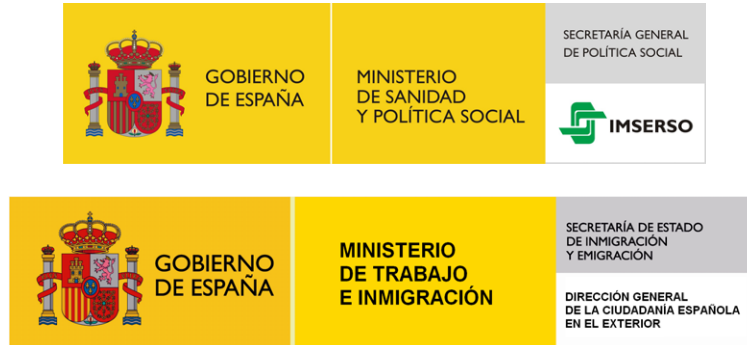 GOBIERNO
DE ESPAÑA
MINISTERIO
DE SANIDAD
Y POLÍTICA SOCIAL
SECRETARÍA GENERAL
DE POLÍTICA SOCIAL
IMSERSO
GOBIERNO
DE ESPAÑA
MINISTERIO
DE TRABAJO
E INMIGRACIÓN
SECRETARÍA DE ESTADO
DE INMIGRACIÓN
Y EMIGRACIÓN
DIRECCIÓN GENERAL
DE LA CIUDADANÍA ESPAÑOLA
EN EL EXTERIOR